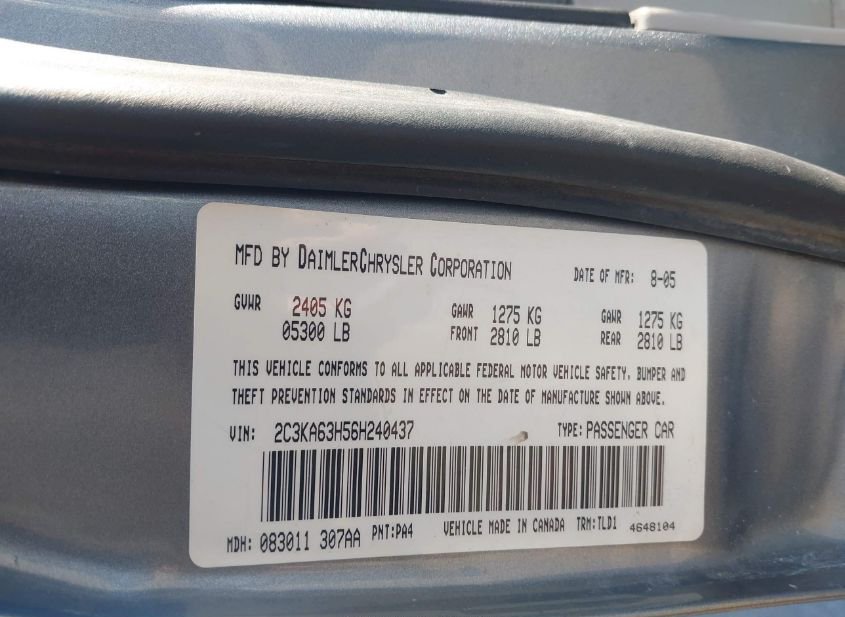 MFD BY DAIMLERCHRYSLER CORPORATION DATE OF MFR: 8-05
GVWR 2405 KG GAWR 1275 KG GAWR 1275 KG
05300 LB FRONT 2810 LB REAR 2810 LB
THIS VEHICLE CONFORMS TO ALL APPLICABLE FEDERAL MOTOR VEHICLE SAFETY, BUMPER AND
THEFT PREVENTION STANDARDS IN EFFECT ON THE DATE OF MANUFACTURE SHOWN ABOVE.
VIN: 2C3KA63H56H240437 TYPE: PASSENGER CAR
MDH: 083011 307AA PNT:PA4 VEHICLE MADE IN CANADA TRM:TLD1 4648104